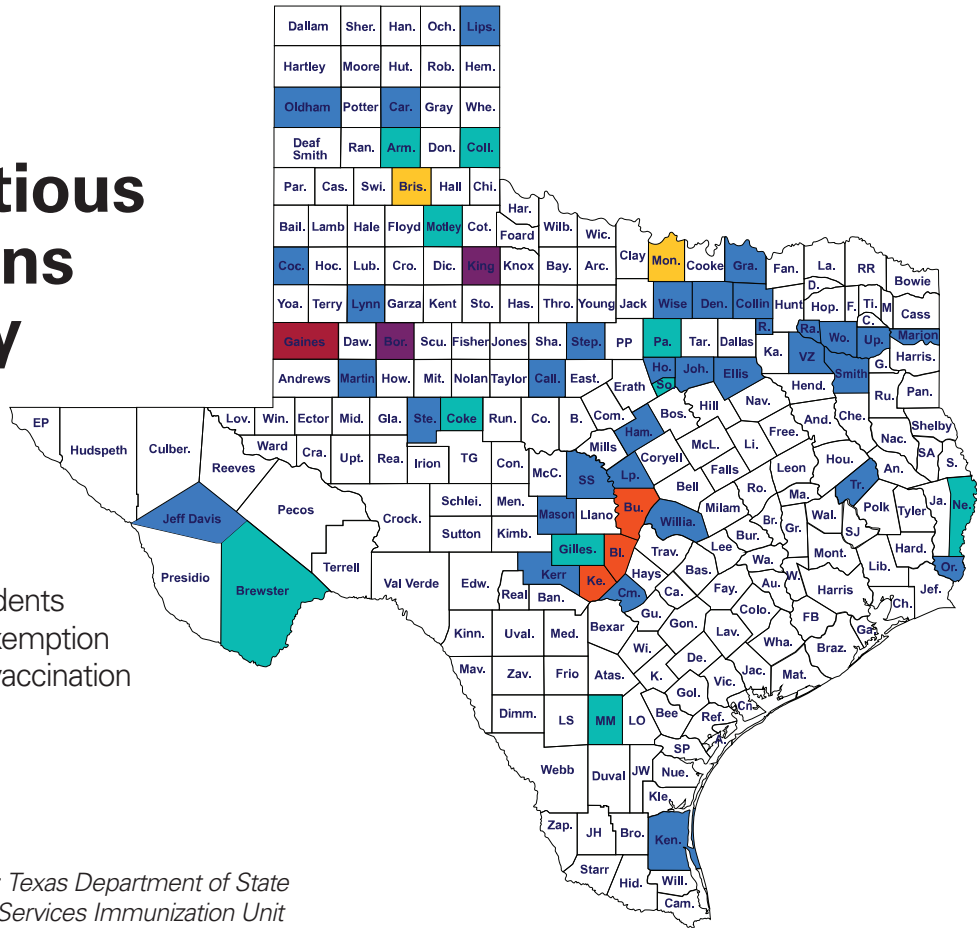 tious
ns
y
dents
xemption
vaccination
: Texas Department of State
Services Immunization Unit
Dallam Sher. Han. Och. Lips.
Hartley Moore Hut. Rob. Hem.
Oldham Potter Car. Gray Whe.
Deaf Smith Ran. Arm. Don. Coll.
Par. Cas. Swi. Bris. Hall Chi.
Har.
Bail. Lamb Hale Floyd Motley Cot. Foard Wilb. Wic.
Clay Mon. Cooke Gra. Fan. La. RR Bowie
Coc. Hoc. Lub. Cro. Dic. King Knox Bay. Arc.
D.
Yoa. Terry Lynn Garza Kent Sto. Has. Thro. Young Jack Wise Den. Collin Hunt Hop. F. Ti. M Cass
C.
Gaines Daw. Bor. Scu. Fisher Jones Sha. Step. PP Pa. Tar. Dallas R. Ka. Ra. Wo. Up. Marion
VZ Smith G. Harris.
Andrews Martin How. Mit. Nolan Taylor Call. East. Erath Ho. So. Joh. Ellis Hend. Ru. Pan.
EP Hudspeth Culber. Reeves
Lov. Win. Ector Mid. Gla. Ste. Coke Run. Co. B. Com. Bos. Hill Nav. And. Che. Shelby
Ward Cra. Upt. Rea. Irion TG Con. McC. Mills Ham. McL. Li. Free. Nac. SA S.
Coryell Falls Leon Hou. An.
SS Lp. Bell Ro. Ma. Tr. Polk Tyler Ja. Ne.
Jeff Davis Pecos Crock. Schlei. Men. Mason Llano Bu. Willia. Milam Br. Gr. Wal. SJ
Sutton Kimb. Gilles. Bl. Trav. Lee Bur. Wa. Mont. Hard. Lib. Or.
Presidio Brewster Terrell Val Verde Edw. Real Kerr Ban. Ke. Hays Bas. Fay. Au. W. Harris Ch. Jef.
Cm. Ca. Gu. Colo. FB Ga.
Kinn. Uval. Med. Bexar Gon. Lav. Wha. Braz.
Wi. De. Jac. Mat.
Mav. Zav. Frio Atas. K. Vic. Cn.
Gol.
Dimm. LS MM LO Bee Ref. A.
SP
Webb Duval JW Nue.
Kle.
Zap. JH Bro. Ken.
Starr Hid. Will.
Cam.